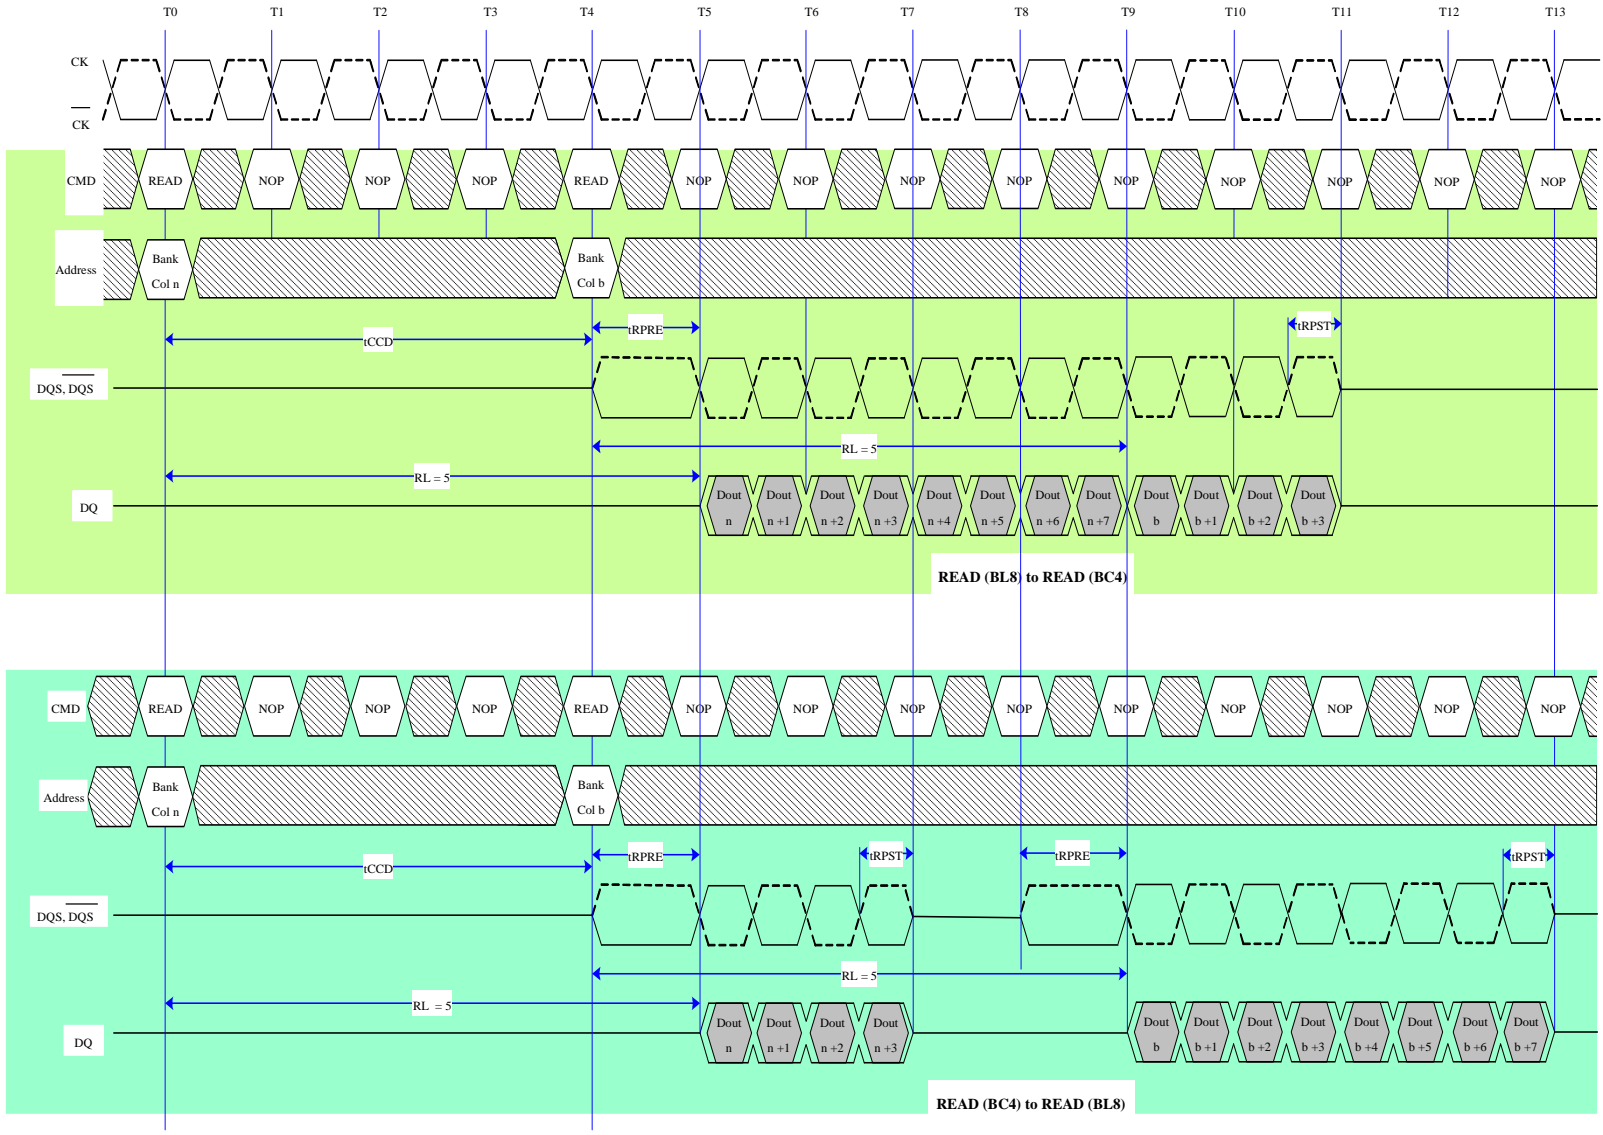 T0 T1 T2 T3 T4 T5 T6 T7 T8 T9 T10 T11 T12 T13
CK
CK
CMD READ NOP NOP NOP READ NOP NOP NOP NOP NOP NOP NOP NOP NOP
Address
Bank
Col n
Bank
Col b
tCCD
tRPRE
tRPST
DQS, DQS
RL = 5
RL = 5
DQ
Dout
n
Dout
n +1
Dout
n +2
Dout
n +3
Dout
n +4
Dout
n +5
Dout
n +6
Dout
n +7
Dout
b
Dout
b +1
Dout
b +2
Dout
b +3
READ (BL8) to READ (BC4)
CMD READ NOP NOP NOP READ NOP NOP NOP NOP NOP NOP NOP NOP NOP
Address
Bank
Col n
Bank
Col b
tCCD
tRPRE
tRPST
tRPRE
tRPST
DQS, DQS
RL = 5
RL = 5
DQ
Dout
n
Dout
n +1
Dout
n +2
Dout
n +3
Dout
b
Dout
b +1
Dout
b +2
Dout
b +3
Dout
b +4
Dout
b +5
Dout
b +6
Dout
b +7
READ (BC4) to READ (BL8)